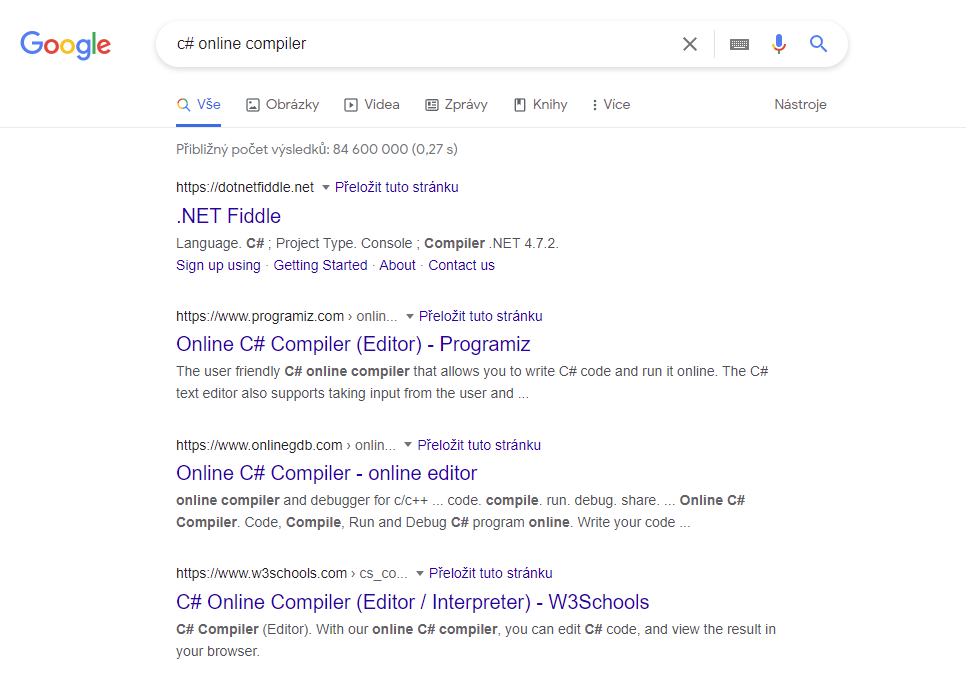 Google
c# online compiler
Vše Obrázky Videa Zprávy Knihy Více Nástroje
Přibližný počet výsledků: 84 600 000 (0,27 s)
https://dotnetfiddle.net Přeložit tuto stránku
.NET Fiddle
Language. C# ; Project Type. Console ; Compiler .NET 4.7.2.
Sign up using · Getting Started · About · Contact us
https://www.programiz.com › onlin... Přeložit tuto stránku
Online C# Compiler (Editor) - Programiz
The user friendly C# online compiler that allows you to write C# code and run it online. The C#
text editor also supports taking input from the user and ...
https://www.onlinegdb.com › onlin... Přeložit tuto stránku
Online C# Compiler - online editor
online compiler and debugger for c/c++ ... code. compile. run. debug. share. ... Online C#
Compiler. Code, Compile, Run and Debug C# program online. Write your code ...
https://www.w3schools.com › cs_co... Přeložit tuto stránku
C# Online Compiler (Editor / Interpreter) - W3Schools
C# Compiler (Editor). With our online C# compiler, you can edit C# code, and view the result in
your browser.